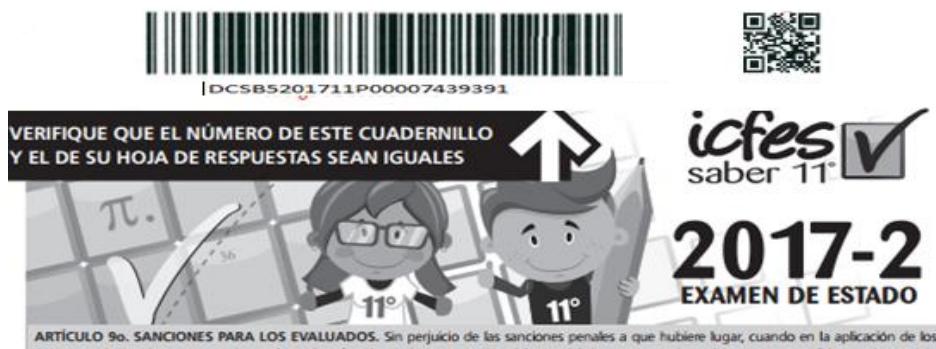 DCSB5201711P00007439391
VERIFIQUE QUE EL NÚMERO DE ESTE CUADERNILLO
Y EL DE SU HOJA DE RESPUESTAS SEAN IGUALES
icfes
saber 11°
π.
56
11°
11°
2017-2
EXAMEN DE ESTADO
ARTÍCULO 9o. SANCIONES PARA LOS EVALUADOS. Sin perjuicio de las sanciones penales a que hubiere lugar, cuando en la aplicación de los